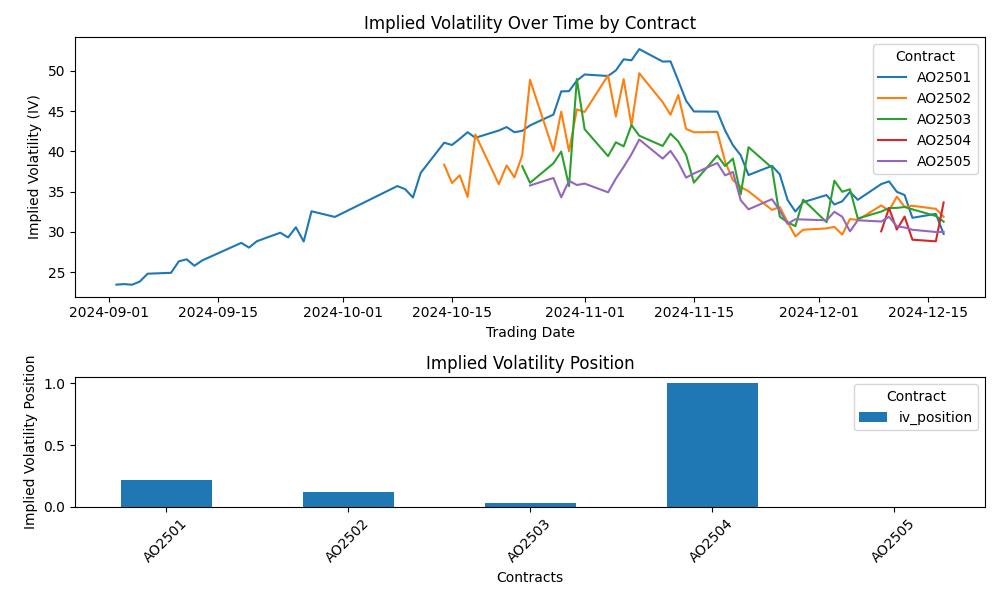 Implied Volatility Over Time by Contract
Implied Volatility (IV)
50
45
40
35
30
25
Contract
AO2501
AO2502
AO2503
AO2504
AO2505
2024-09-01 2024-09-15 2024-10-01 2024-10-15 2024-11-01 2024-11-15 2024-12-01 2024-12-15
Trading Date
Implied Volatility Position
Implied Volatility Position
1.0
0.5
0.0
Contract
iv_position
AO2501 AO2502 AO2503 AO2504 AO2505
Contracts